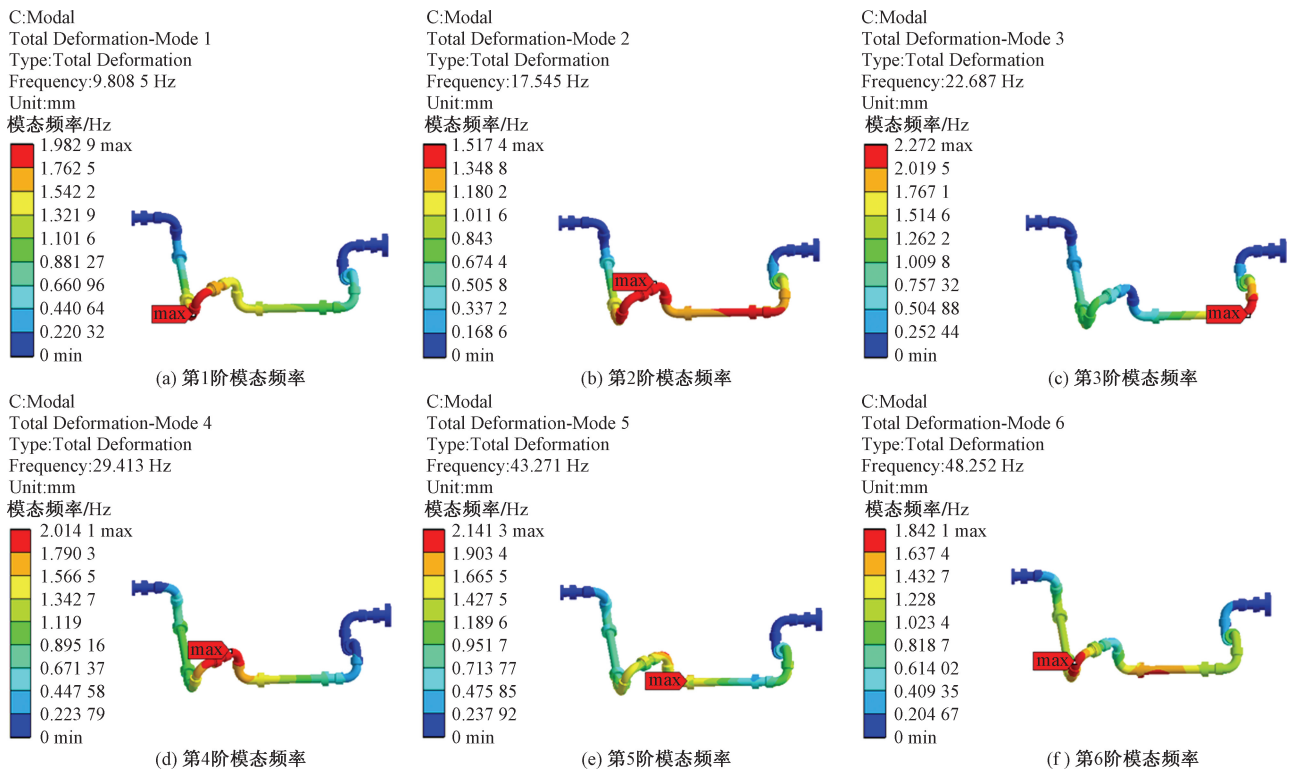 C:Modal
Total Deformation-Mode 1
Type:Total Deformation
Frequency:9.808 5 Hz
Unit:mm
模态频率/Hz
1.982 9 max
1.762 5
1.542 2
1.321 9
1.101 6
0.881 27
0.660 96
0.440 64
0.220 32
0 min
max
(a) 第1阶模态频率
C:Modal
Total Deformation-Mode 2
Type:Total Deformation
Frequency:17.545 Hz
Unit:mm
模态频率/Hz
1.517 4 max
1.348 8
1.180 2
1.011 6
0.843
0.674 4
0.505 8
0.337 2
0.168 6
0 min
max
(b) 第2阶模态频率
C:Modal
Total Deformation-Mode 3
Type:Total Deformation
Frequency:22.687 Hz
Unit:mm
模态频率/Hz
2.272 max
2.019 5
1.767 1
1.514 6
1.262 2
1.009 8
0.757 32
0.504 88
0.252 44
0 min
max
(c) 第3阶模态频率
C:Modal
Total Deformation-Mode 4
Type:Total Deformation
Frequency:29.413 Hz
Unit:mm
模态频率/Hz
2.014 1 max
1.790 3
1.566 5
1.342 7
1.119
0.895 16
0.671 37
0.447 58
0.223 79
0 min
max
(d) 第4阶模态频率
C:Modal
Total Deformation-Mode 5
Type:Total Deformation
Frequency:43.271 Hz
Unit:mm
模态频率/Hz
2.141 3 max
1.903 4
1.665 5
1.427 5
1.189 6
0.951 7
0.713 77
0.475 85
0.237 92
0 min
max
(e) 第5阶模态频率
C:Modal
Total Deformation-Mode 6
Type:Total Deformation
Frequency:48.252 Hz
Unit:mm
模态频率/Hz
1.842 1 max
1.637 4
1.432 7
1.228
1.023 4
0.818 7
0.614 02
0.409 35
0.204 67
0 min
max
(f ) 第6阶模态频率